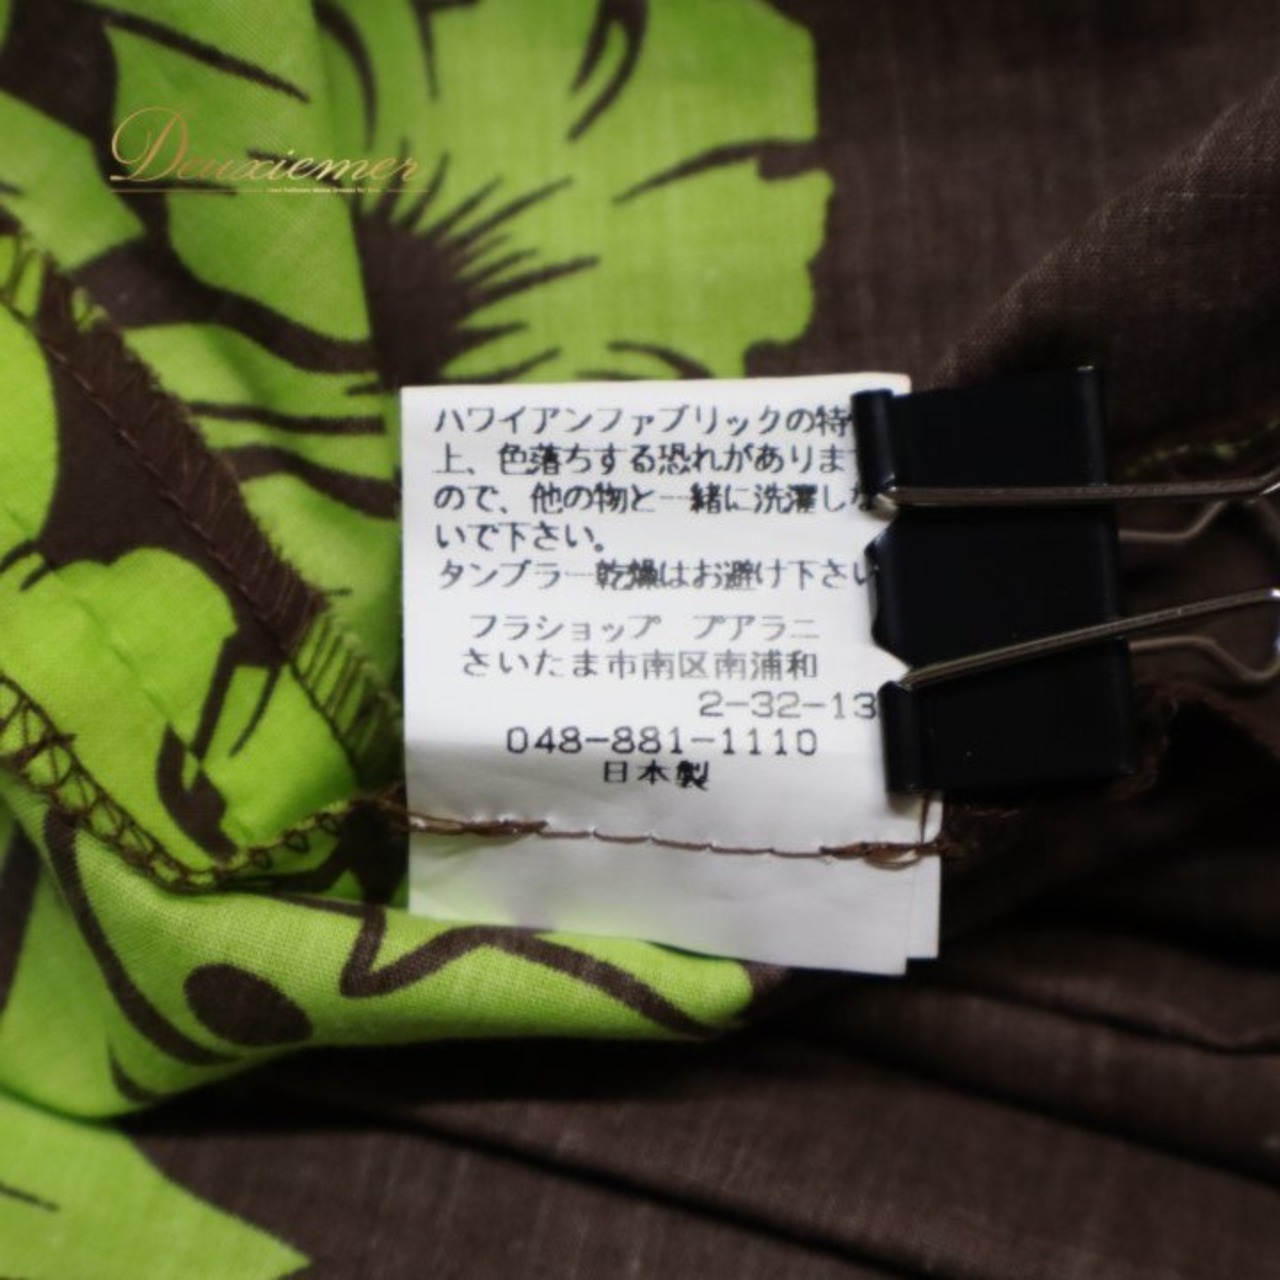 Deuxiemer
ハワイアンファブリックの特
上、色落ちする恐れがありま
ので、他の物と一緒に洗濯しな
いで下さい。
タンブラー乾燥はお避け下さい
フラショップ プアラニ
さいたま市南区南浦和
2-32-13
048-881-1110
日本製